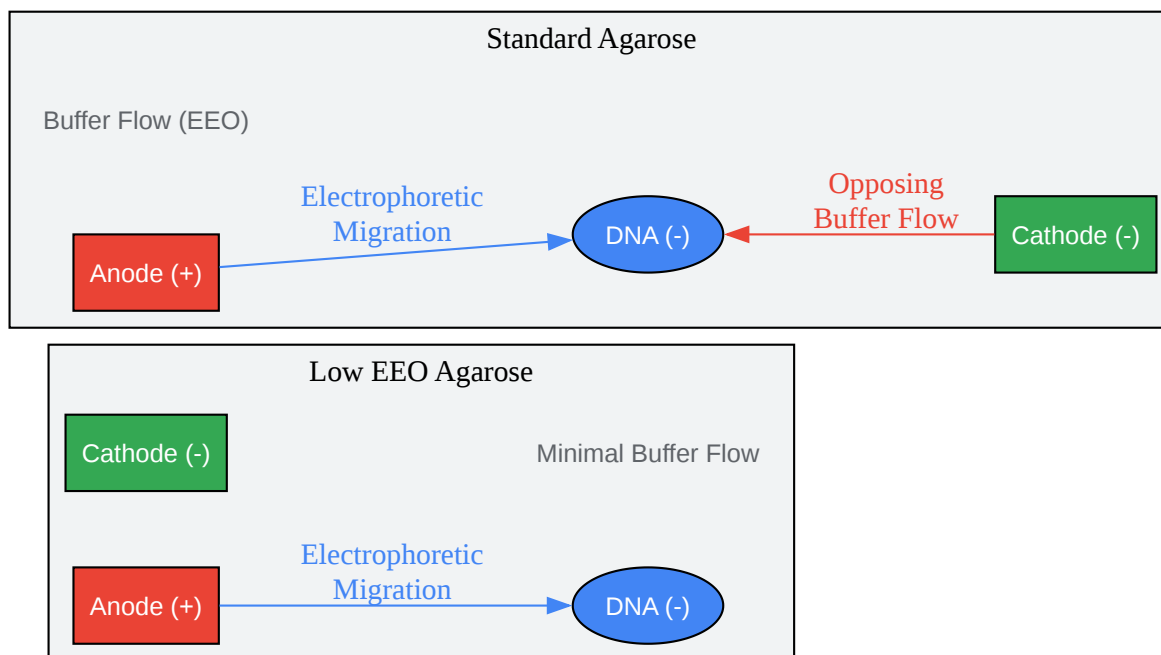 Standard Agarose
Buffer Flow (EEO)
Electrophoretic
Migration
Opposing
Buffer Flow
Anode (+)
DNA (-)
Cathode (-)
Low EEO Agarose
Cathode (-)
Minimal Buffer Flow
Electrophoretic
Migration
Anode (+)
DNA (-)